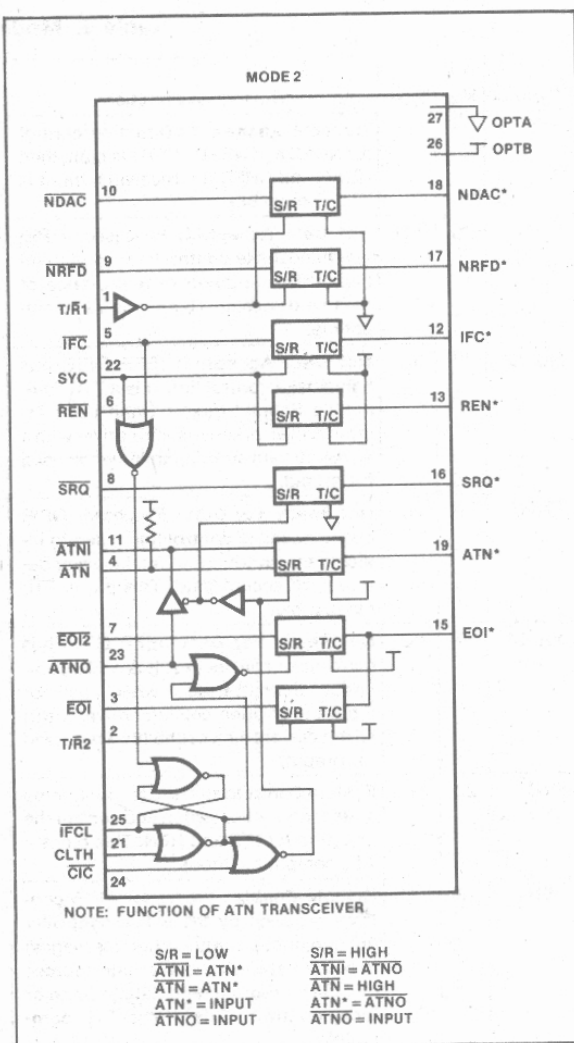 MODE 2
27
OPTA
26
OPTB
NDAC
10
18
NDAC*
S/R T/C
NRFD
9
17
NRFD*
S/R T/C
T/R̅1
1
IFC
5
12
IFC*
S/R T/C
SYC
22
REN
6
13
REN*
S/R T/C
SRQ
8
16
SRQ*
S/R T/C
ATNI
11
ATN
4
19
ATN*
S/R T/C
EOI2
7
15
EOI*
S/R T/C
ATNO
23
EOI
3
S/R T/C
T/R̅2
2
IFCL
25
CLTH
21
CIC
24
NOTE: FUNCTION OF ATN TRANSCEIVER
S/R = LOW
ATNI = ATN*
ATN = ATN*
ATN* = INPUT
ATNO = INPUT
S/R = HIGH
ATNI = ATNO
ATN = HIGH
ATN* = ATNO
ATNO = INPUT